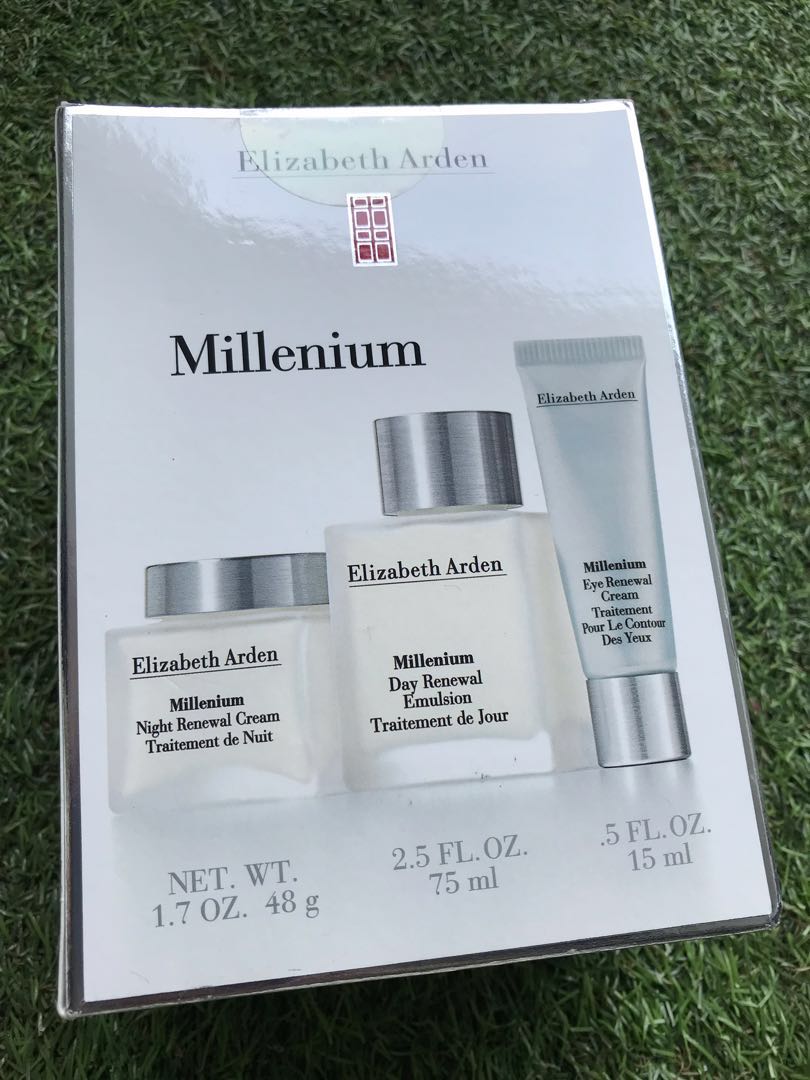 Elizabeth Arden
Millenium
Elizabeth Arden
Millenium
Night Renewal Cream
Traitement de Nuit
Elizabeth Arden
Millenium
Day Renewal
Emulsion
Traitement de Jour
Elizabeth Arden
Millenium
Eye Renewal
Cream
Traitement
Pour Le Contour
Des Yeux
NET. WT.
1.7 OZ. 48 g
2.5 FL.OZ.
75 ml
.5 FL.OZ.
15 ml